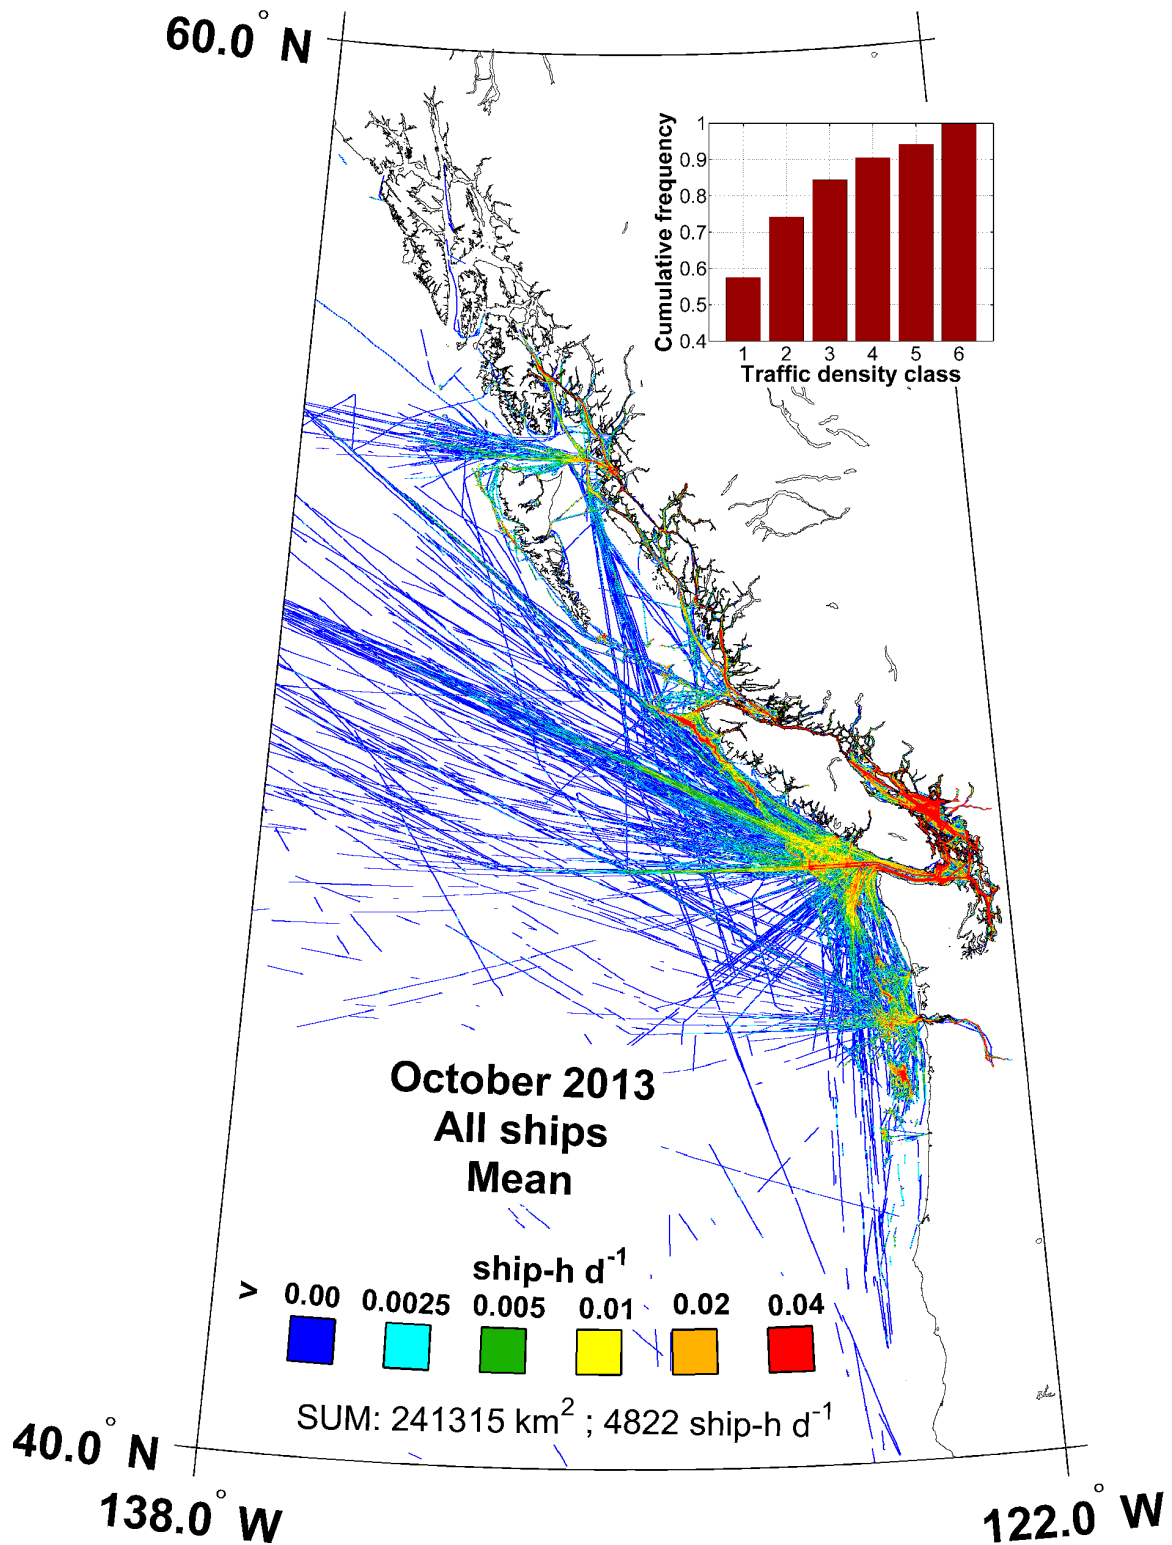 60.0° N
Cumulative frequency
1
0.9
0.8
0.7
0.6
0.5
0.4
1 2 3 4 5 6
Traffic density class
October 2013
All ships
Mean
ship-h d⁻¹
> 0.00 0.0025 0.005 0.01 0.02 0.04
SUM: 241315 km² ; 4822 ship-h d⁻¹
40.0° N
138.0° W
122.0° W